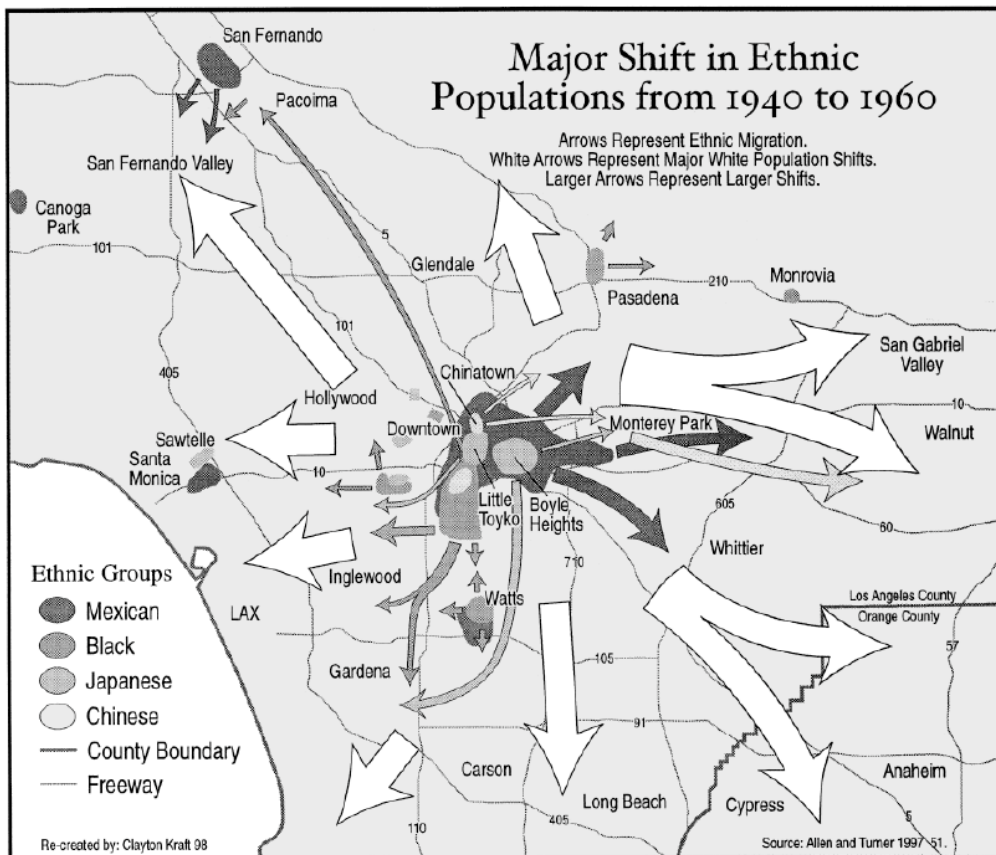 San Fernando
Major Shift in Ethnic
Populations from 1940 to 1960
Pacoima
Arrows Represent Ethnic Migration.
White Arrows Represent Major White Population Shifts.
Larger Arrows Represent Larger Shifts.
San Fernando Valley
Canoga
Park
101
5
Glendale
Pasadena
210
Monrovia
101
405
Chinatown
San Gabriel
Valley
Hollywood
Downtown
Monterey Park
10
Walnut
Sawtelle
Santa
Monica
10
Little
Toyko
Boyle
Heights
605
60
710
Whittier
Inglewood
Watts
LAX
Los Angeles County
Orange County
57
Gardena
105
91
Carson
Long Beach
Cypress
Anaheim
110
405
5
Ethnic Groups
Mexican
Black
Japanese
Chinese
County Boundary
Freeway
Re-created by: Clayton Kraft 98
Source: Allen and Turner 1997 51.